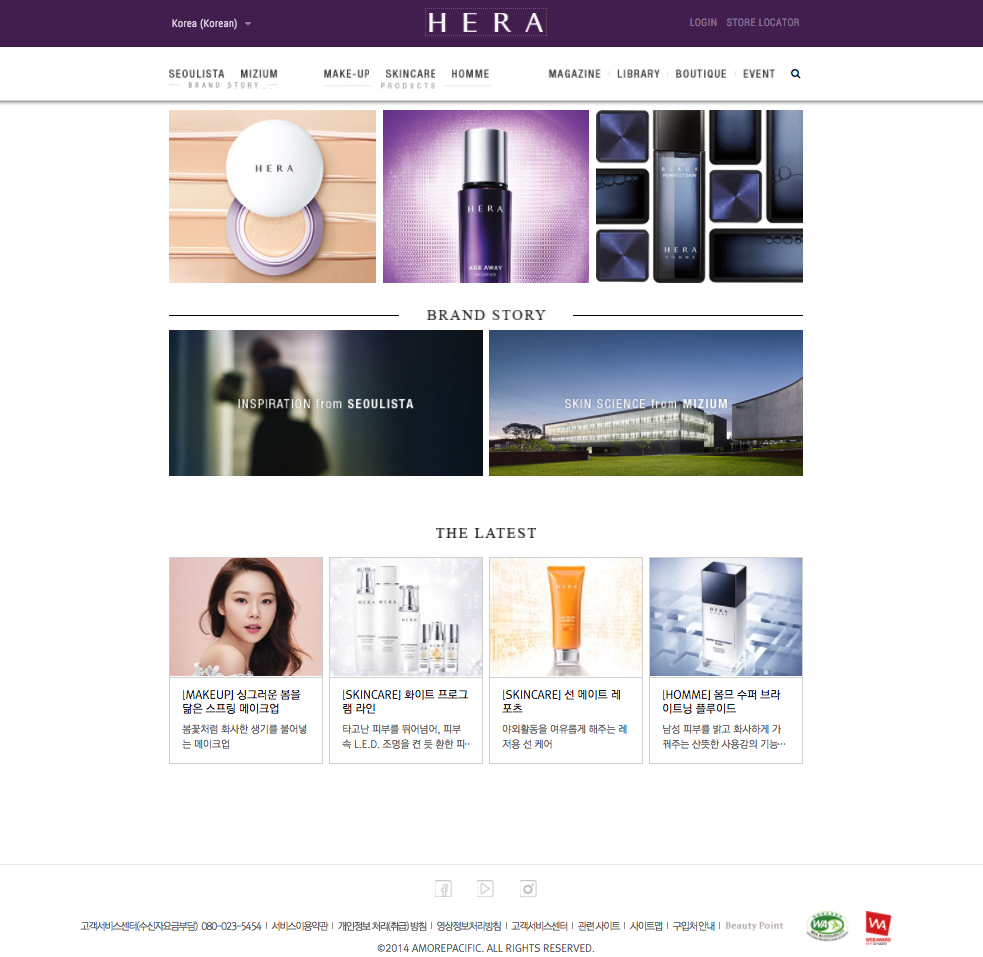 Korea (Korean)
HERA
LOGIN STORE LOCATOR
SEOULISTA MIZIUM
BRAND STORY
MAKE-UP SKINCARE HOMME
PRODUCTS
MAGAZINE LIBRARY BOUTIQUE EVENT
HERA
HERA
AGE AWAY
BLACK
PERFECT SKIN
HERA
HOMME
BRAND STORY
INSPIRATION from SEOULISTA
SKIN SCIENCE from MIZIUM
THE LATEST
HERA
HERA
HERA
HERA
HERA
[MAKEUP] 싱그러운 봄을
닮은 스프링 메이크업
봄꽃처럼 화사한 생기를 불어넣
는 메이크업
[SKINCARE] 화이트 프로그
램 라인
타고난 피부를 뛰어넘어, 피부
속 L.E.D. 조명을 켠 듯 환한 피…
[SKINCARE] 선 메이트 레
포츠
야외활동을 여유롭게 해주는 레
저용 선 케어
[HOMME] 옴므 수퍼 브라
이트닝 플루이드
남성 피부를 밝고 화사하게 가
꿔주는 산뜻한 사용감의 기능…
고객서비스센터(수신자요금부담) 080-023-5454 | 서비스이용약관 | 개인정보 처리(취급) 방침 | 영상정보처리방침 | 고객서비스센터 | 관련 사이트 | 사이트맵 | 구입처 안내 | Beauty Point
WA
WEB AWARD
©2014 AMOREPACIFIC. ALL RIGHTS RESERVED.